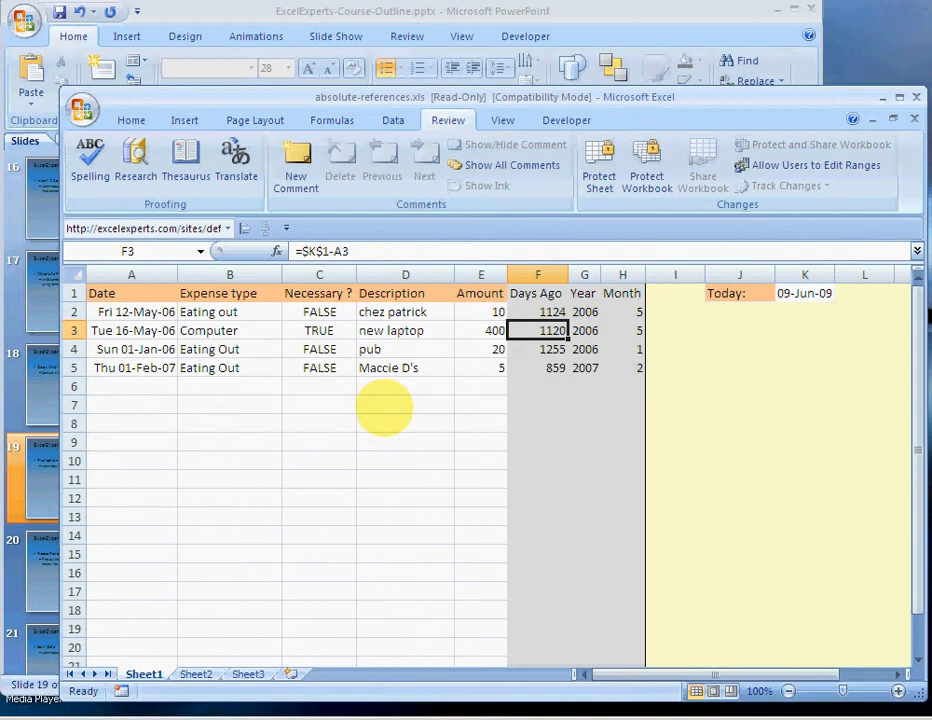 ExcelExperts-Course-Outline.pptx - Microsoft PowerPoint
Home Insert Design Animations Slide Show Review View Developer
Paste
Clipboard
28
Find
Replace
Slides
16
17
18
19
20
21
Slide 19 of
Media Player
absolute-references.xls [Read-Only] [Compatibility Mode] - Microsoft Excel
Home Insert Page Layout Formulas Data Review View Developer
ABC
Spelling Research Thesaurus Translate
Proofing
New Comment Delete Previous Next
Show/Hide Comment
Show All Comments
Show Ink
Comments
Protect Sheet Protect Workbook Share Workbook
Protect and Share Workbook
Allow Users to Edit Ranges
Track Changes
Changes
http://excelexperts.com/sites/def
F3 fx =$K$1-A3
A B C D E F G H I J K L
1 Date Expense type Necessary ? Description Amount Days Ago Year Month Today: 09-Jun-09
2 Fri 12-May-06 Eating out FALSE chez patrick 10 1124 2006 5
3 Tue 16-May-06 Computer TRUE new laptop 400 1120 2006 5
4 Sun 01-Jan-06 Eating Out FALSE pub 20 1255 2006 1
5 Thu 01-Feb-07 Eating Out FALSE Maccie D's 5 859 2007 2
6
7
8
9
10
11
12
13
14
15
16
17
18
19
20
21
Sheet1 Sheet2 Sheet3
Ready 100%